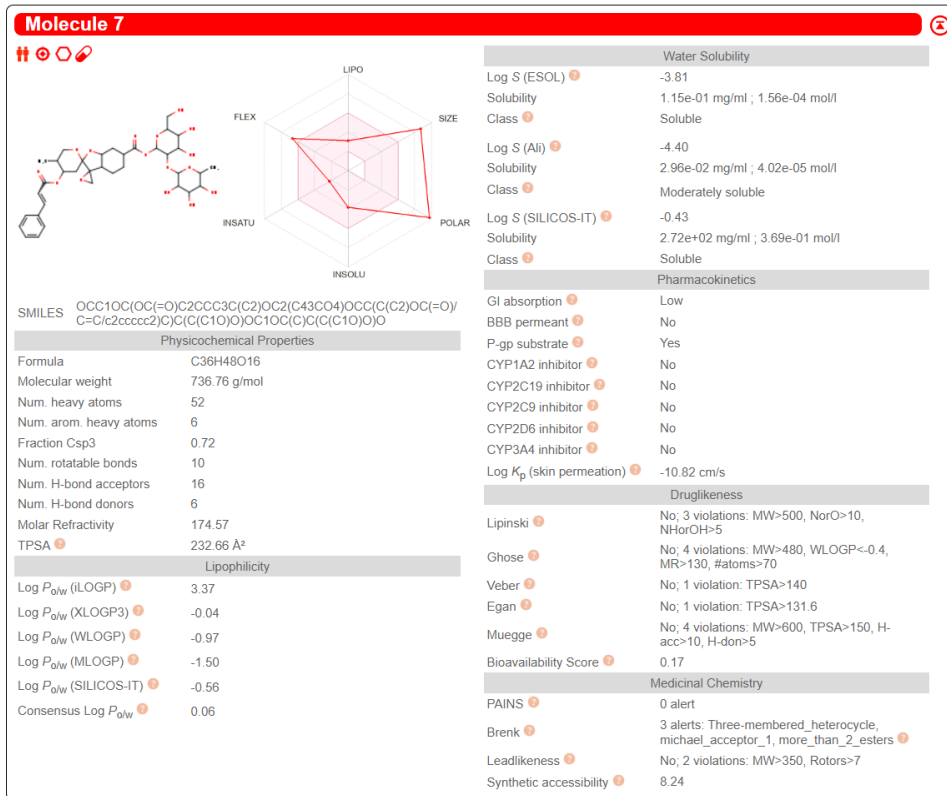 Molecule 7
LIPO
FLEX
SIZE
INSATU
POLAR
INSOLU
SMILES OCC1OC(OC(=O)C2CCC3C(C2)OC2(C43CO4)OCC(C(C2)OC(=O)/
C=C/c2ccccc2)C)C(C(C1O)O)OC1OC(C)C(C(C1O)O)O
Physicochemical Properties
Formula C36H48O16
Molecular weight 736.76 g/mol
Num. heavy atoms 52
Num. arom. heavy atoms 6
Fraction Csp3 0.72
Num. rotatable bonds 10
Num. H-bond acceptors 16
Num. H-bond donors 6
Molar Refractivity 174.57
TPSA ? 232.66 Å²
Lipophilicity
Log Po/w (iLOGP) ? 3.37
Log Po/w (XLOGP3) ? -0.04
Log Po/w (WLOGP) ? -0.97
Log Po/w (MLOGP) ? -1.50
Log Po/w (SILICOS-IT) ? -0.56
Consensus Log Po/w ? 0.06
Water Solubility
Log S (ESOL) ? -3.81
Solubility 1.15e-01 mg/ml ; 1.56e-04 mol/l
Class ? Soluble
Log S (Ali) ? -4.40
Solubility 2.96e-02 mg/ml ; 4.02e-05 mol/l
Class ? Moderately soluble
Log S (SILICOS-IT) ? -0.43
Solubility 2.72e+02 mg/ml ; 3.69e-01 mol/l
Class ? Soluble
Pharmacokinetics
GI absorption ? Low
BBB permeant ? No
P-gp substrate ? Yes
CYP1A2 inhibitor ? No
CYP2C19 inhibitor ? No
CYP2C9 inhibitor ? No
CYP2D6 inhibitor ? No
CYP3A4 inhibitor ? No
Log Kp (skin permeation) ? -10.82 cm/s
Druglikeness
Lipinski ? No; 3 violations: MW>500, NorO>10,
NHorOH>5
Ghose ? No; 4 violations: MW>480, WLOGP<-0.4,
MR>130, #atoms>70
Veber ? No; 1 violation: TPSA>140
Egan ? No; 1 violation: TPSA>131.6
Muegge ? No; 4 violations: MW>600, TPSA>150, H-
acc>10, H-don>5
Bioavailability Score ? 0.17
Medicinal Chemistry
PAINS ? 0 alert
Brenk ? 3 alerts: Three-membered_heterocycle,
michael_acceptor_1, more_than_2_esters ?
Leadlikeness ? No; 2 violations: MW>350, Rotors>7
Synthetic accessibility ? 8.24